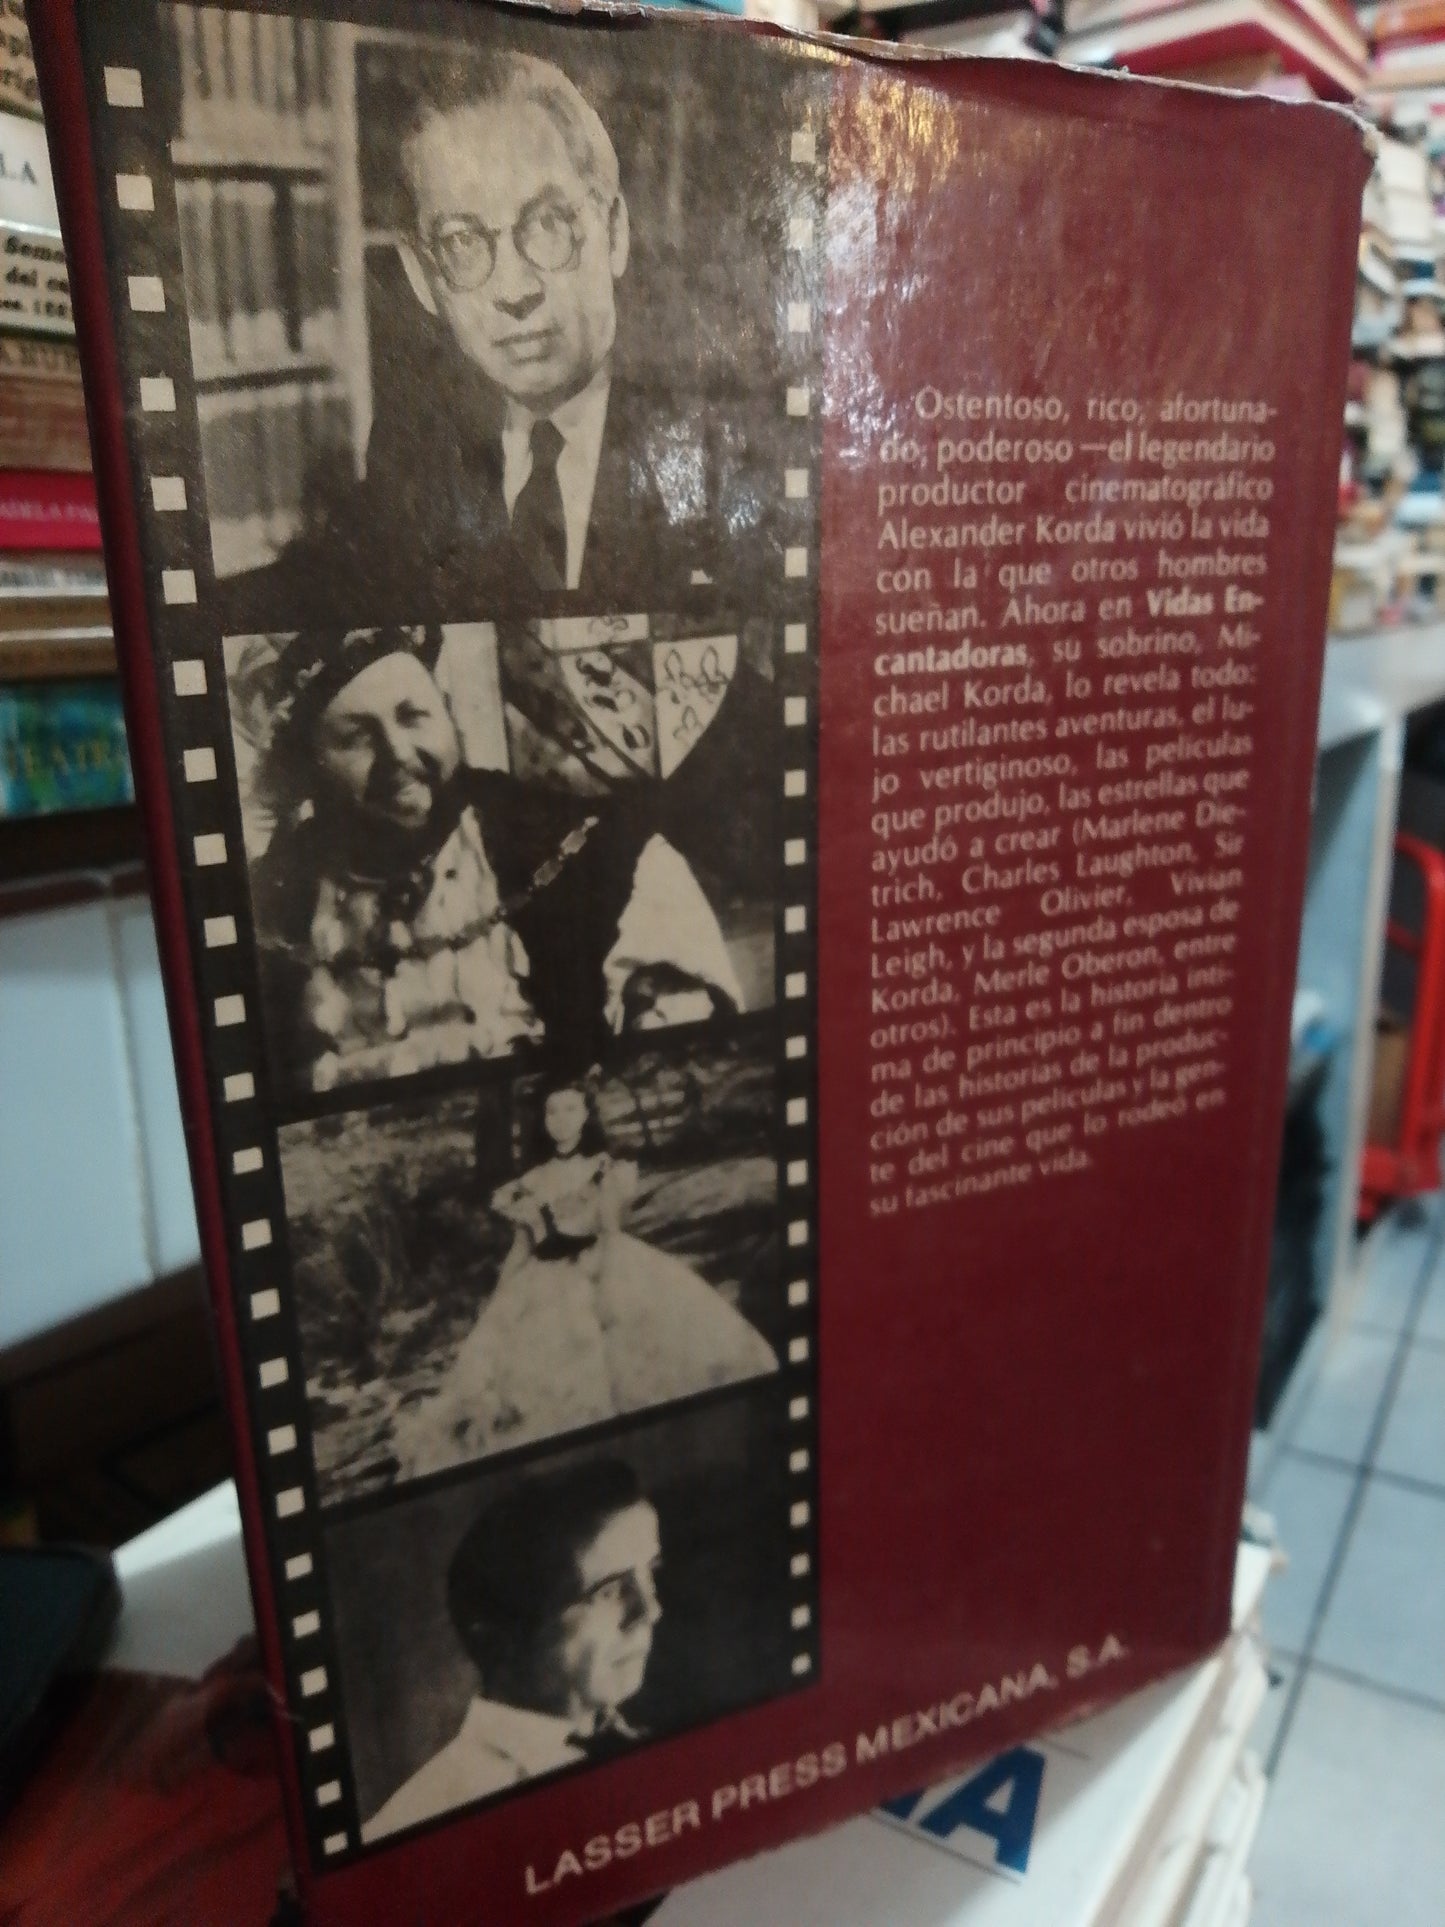 Ostentoso, rico, afortuna-
do, poderoso —el legendario
productor cinematográfico
Alexander Korda vivió la vida
con la que otros hombres
sueñan. Ahora en Vidas En-
cantadoras, su sobrino, Mi-
chael Korda, lo revela todo:
las rutilantes aventuras, el lu-
jo vertiginoso, las películas
que produjo, las estrellas que
ayudó a crear (Marlene Die-
trich, Charles Laughton, Sir
Lawrence Olivier, Vivian
Leigh, y la segunda esposa de
Korda, Merle Oberon, entre
otros). Esta es la historia ínti-
ma de principio a fin dentro
de las historias de la produc-
ción de sus películas y la gen-
te del cine que lo rodeó en
su fascinante vida.
LASSER PRESS MEXICANA, S.A.